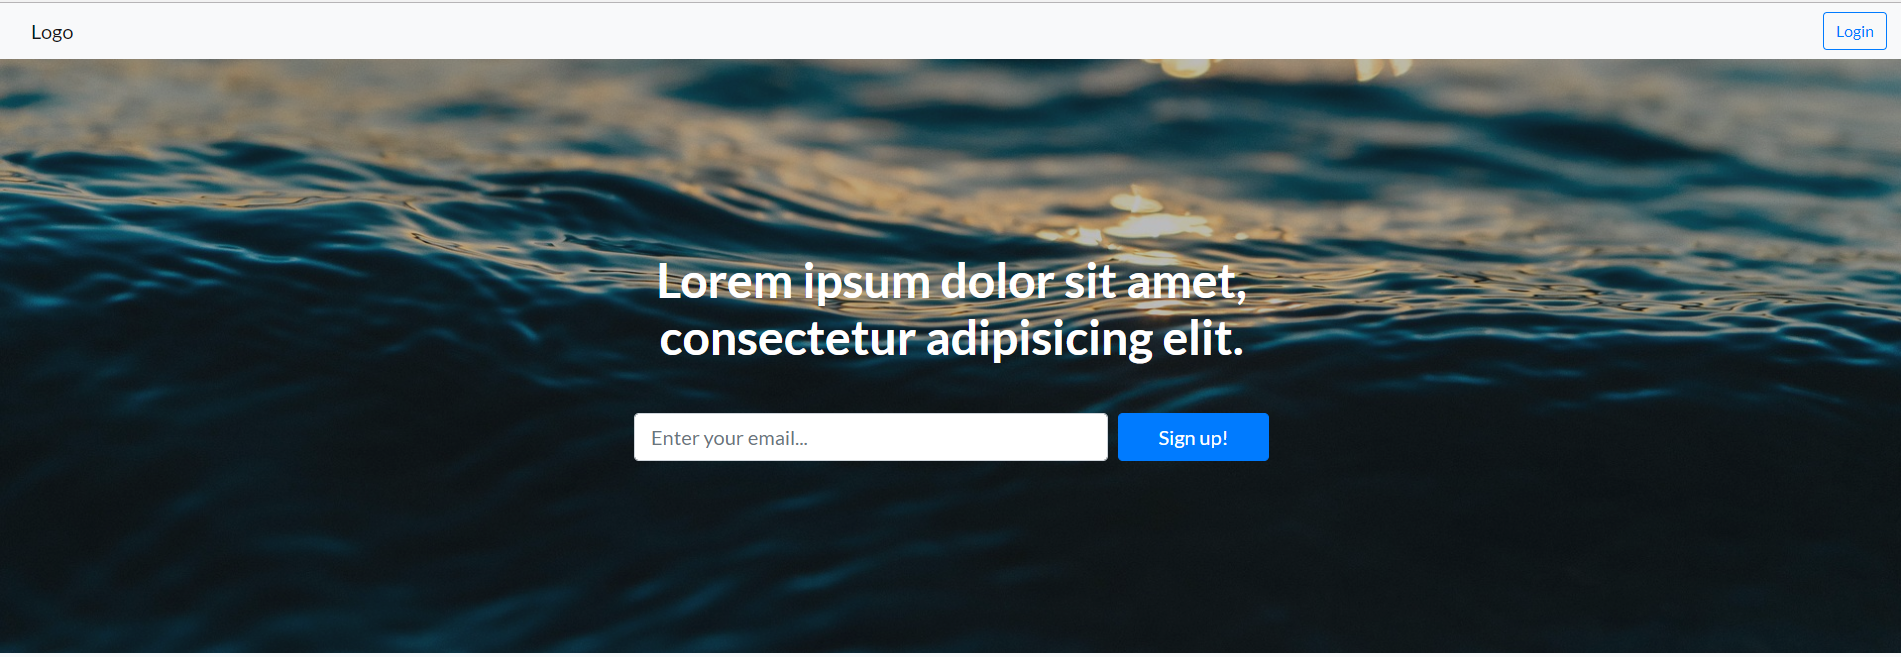 Logo
Login
Lorem ipsum dolor sit amet,
consectetur adipisicing elit.
Enter your email...
Sign up!